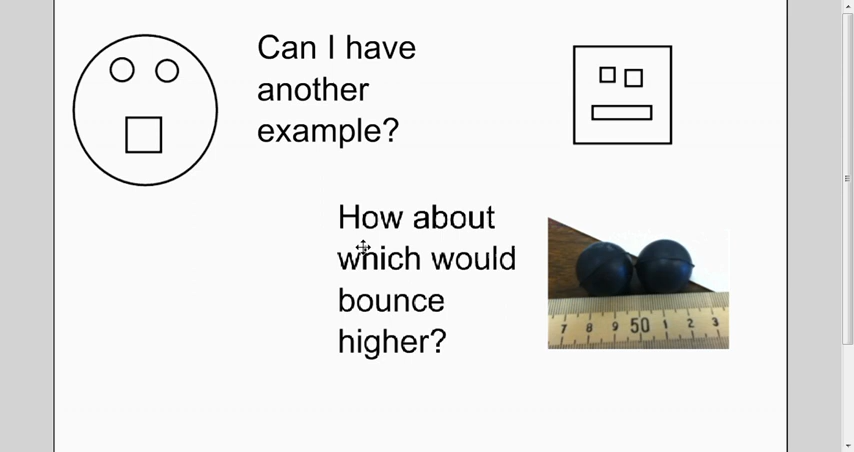 Can I have
another
example?
How about
which would
bounce
higher?
7 8 9 50 1 2 3